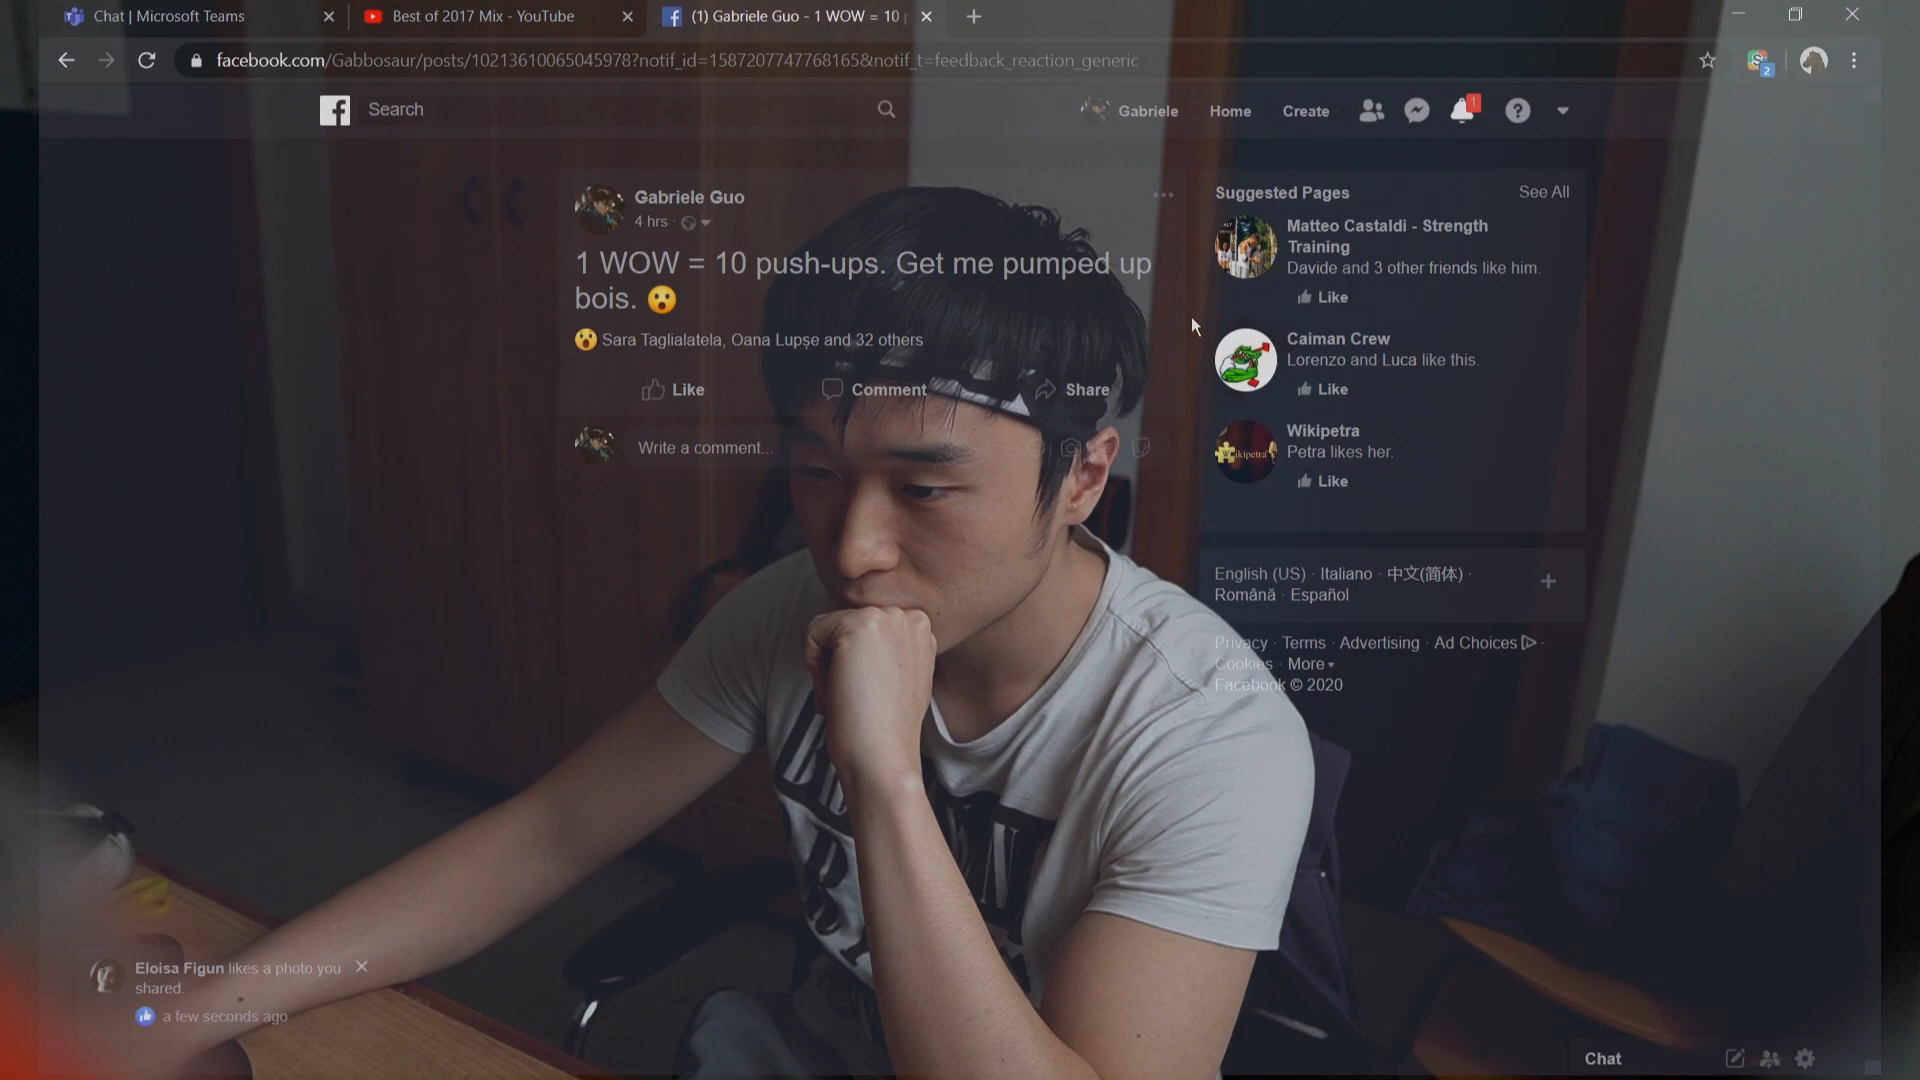 Chat | Microsoft Teams
Best of 2017 Mix - YouTube
(1) Gabriele Guo - 1 WOW = 10
facebook.com/Gabbosaur/posts/10213610065045978?notif_id=1587207747768165&notif_t=feedback_reaction_generic
2
Search
Gabriele
Home
Create
1
Gabriele Guo
4 hrs ·
1 WOW = 10 push-ups. Get me pumped up
bois. 😮
Sara Taglialatela, Oana Lupșe and 32 others
Like
Comment
Share
Write a comment...
Suggested Pages
See All
Matteo Castaldi - Strength
Training
Davide and 3 other friends like him.
Like
Caiman Crew
Lorenzo and Luca like this.
Like
Wikipetra
Wikipetra
Petra likes her.
Like
English (US) · Italiano · 中文(简体) ·
Română · Español
Privacy · Terms · Advertising · Ad Choices ·
Cookies · More
Facebook © 2020
Eloisa Figun likes a photo you
shared.
a few seconds ago
Chat